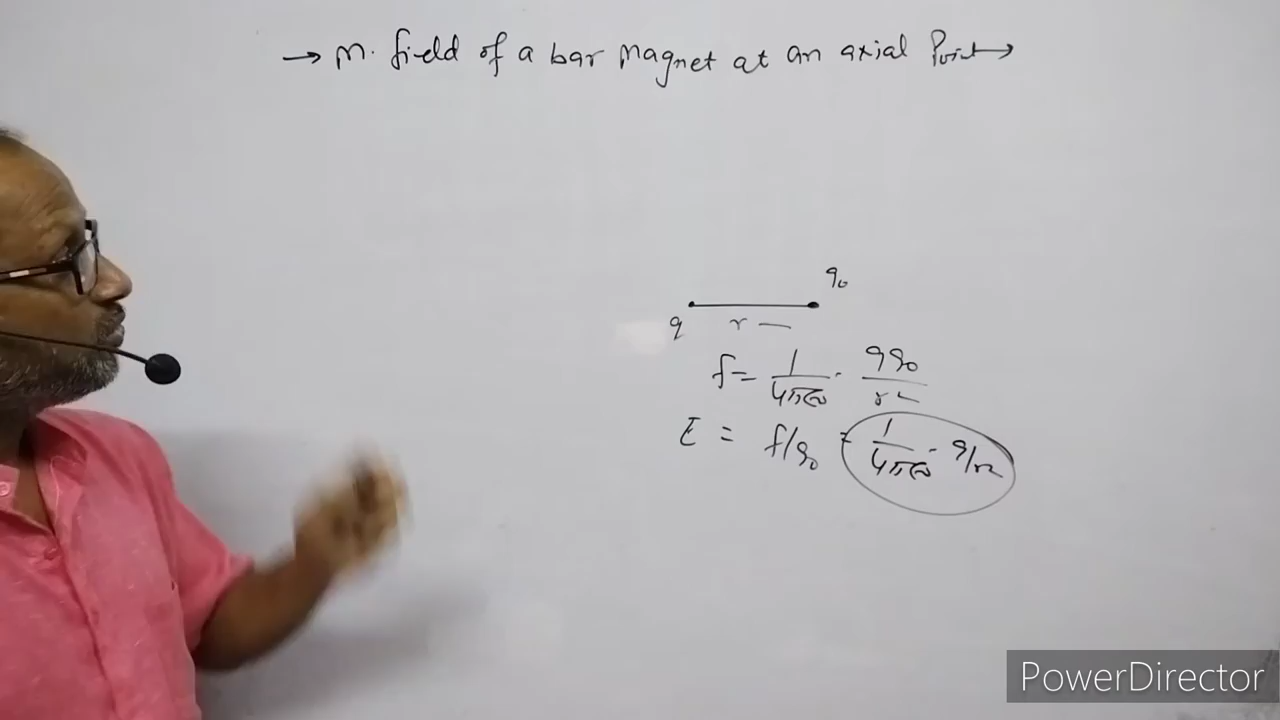 → M. field of a bar magnet at an axial Point →
q₀
q r
f = 1/4πε₀ · qq₀/r²
E = f/q₀ = 1/4πε₀ · q/r²
PowerDirector